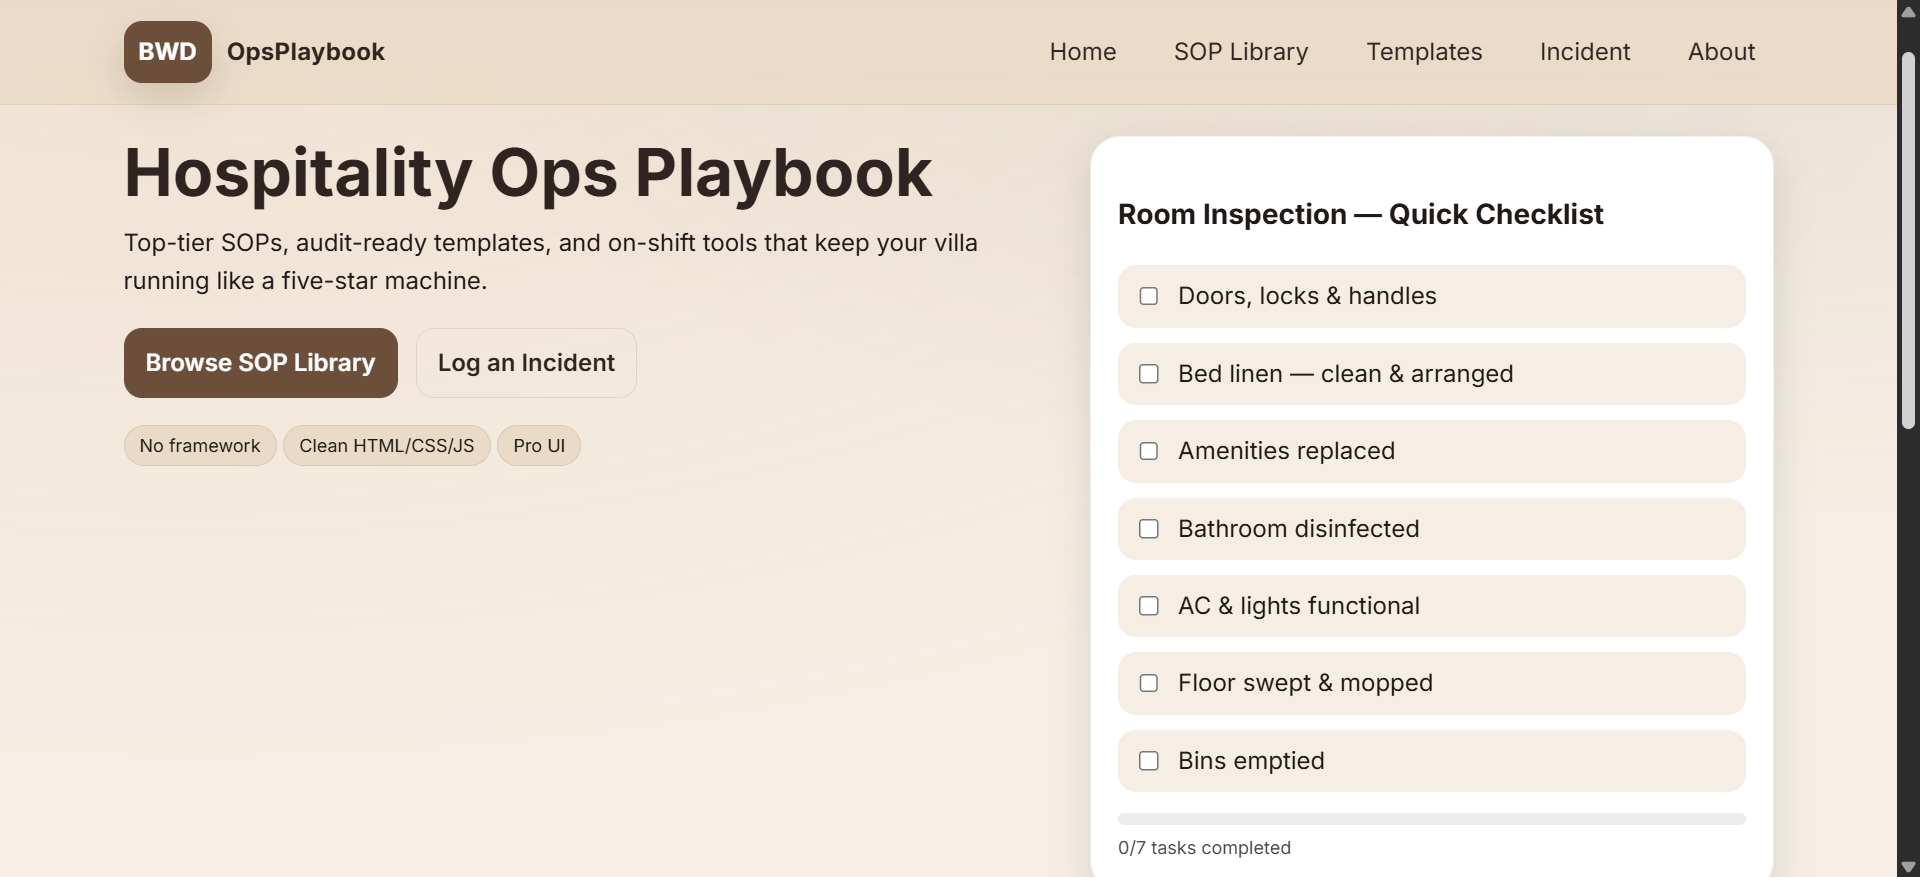 BWD OpsPlaybook
Home SOP Library Templates Incident About
Hospitality Ops Playbook
Top-tier SOPs, audit-ready templates, and on-shift tools that keep your villa
running like a five-star machine.
Browse SOP Library Log an Incident
No framework Clean HTML/CSS/JS Pro UI
Room Inspection — Quick Checklist
Doors, locks & handles
Bed linen — clean & arranged
Amenities replaced
Bathroom disinfected
AC & lights functional
Floor swept & mopped
Bins emptied
0/7 tasks completed